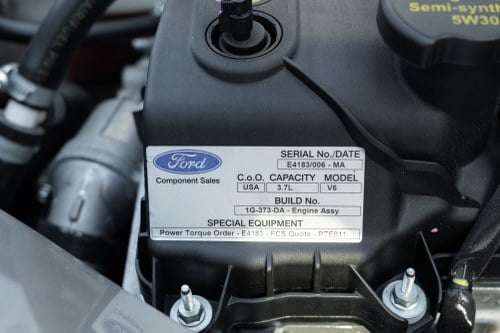 Semi-synth
5W30
Ford
Component Sales
SERIAL No./DATE
E4183/006 - MA
C.o.O. CAPACITY MODEL
USA 3.7L V6
BUILD No.
1G-373-DA - Engine Assy
SPECIAL EQUIPMENT
Power Torque Order - E4183 - FCS Quote - PTE011